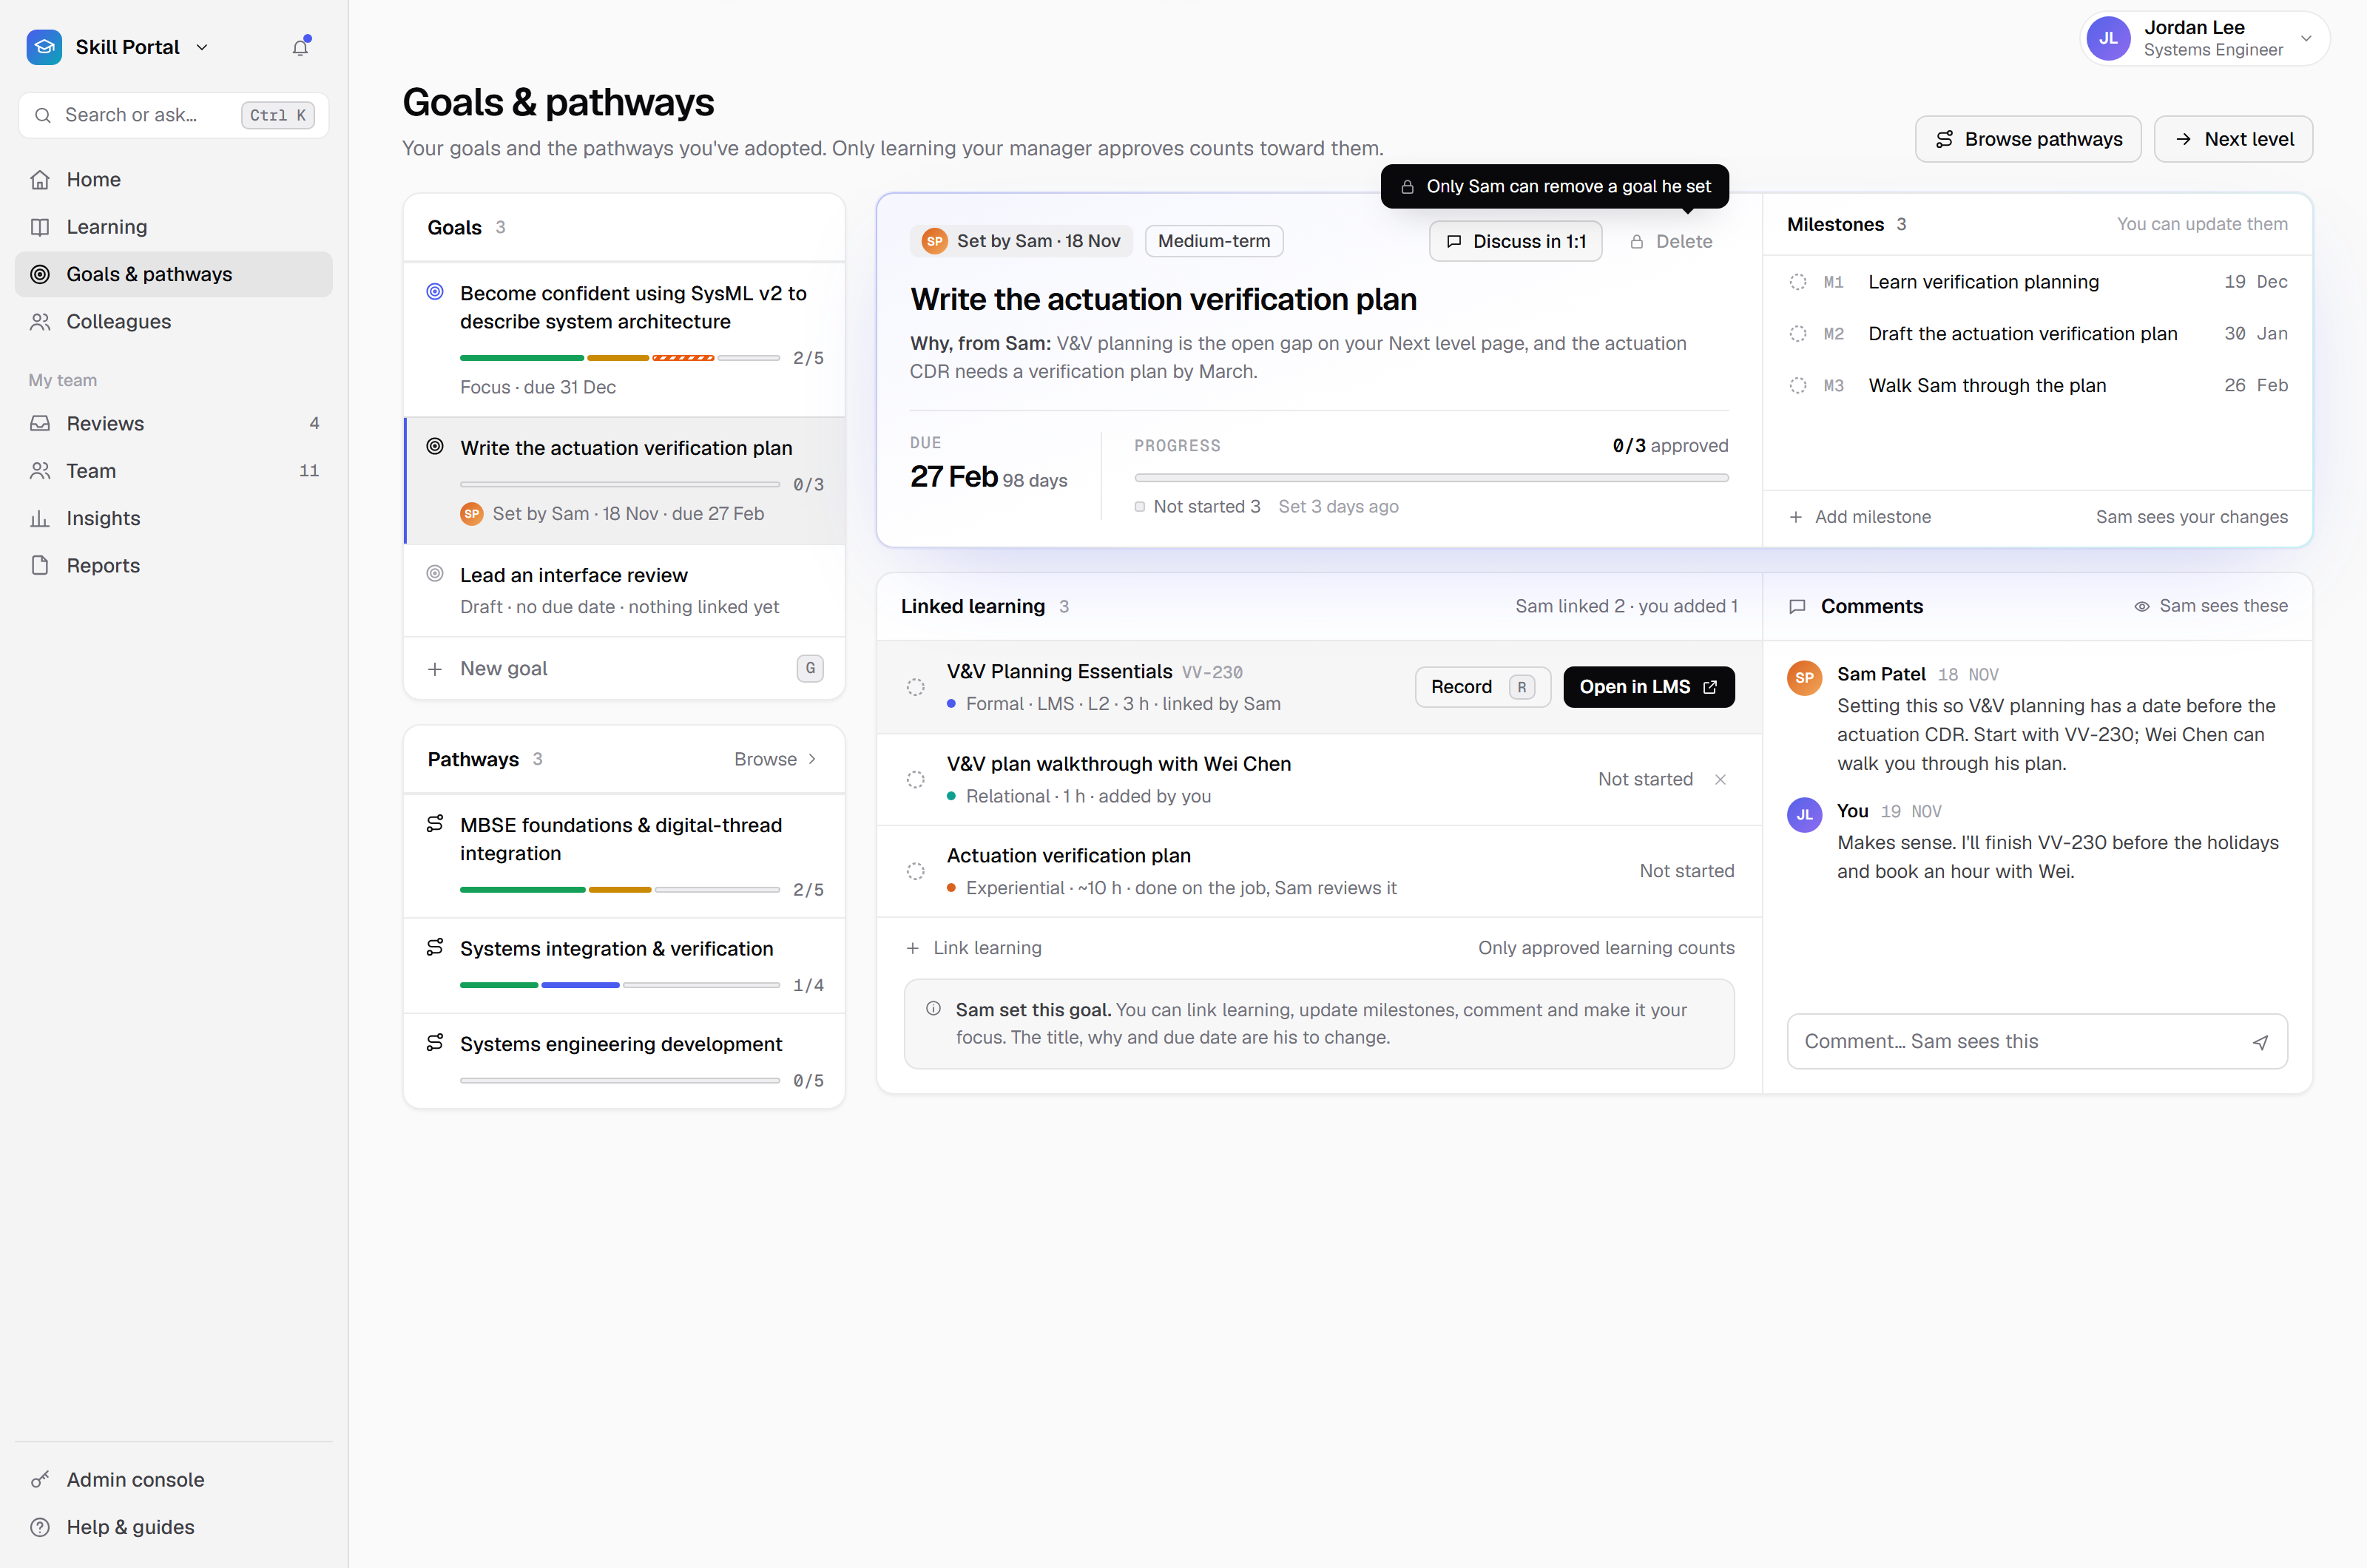 Skill Portal
Search or ask...
Ctrl K
Home
Learning
Goals & pathways
Colleagues
My team
Reviews 4
Team 11
Insights
Reports
Admin console
Help & guides
JL
Jordan Lee
Systems Engineer
Goals & pathways
Your goals and the pathways you've adopted. Only learning your manager approves counts toward them.
Browse pathways
Next level
Goals 3
Become confident using SysML v2 to
describe system architecture
2/5
Focus · due 31 Dec
Write the actuation verification plan
0/3
SP Set by Sam · 18 Nov · due 27 Feb
Lead an interface review
Draft · no due date · nothing linked yet
New goal G
Pathways 3 Browse
MBSE foundations & digital-thread
integration
2/5
Systems integration & verification
1/4
Systems engineering development
0/5
Only Sam can remove a goal he set
SP Set by Sam · 18 Nov Medium-term
Discuss in 1:1
Delete
Write the actuation verification plan
Why, from Sam: V&V planning is the open gap on your Next level page, and the actuation
CDR needs a verification plan by March.
DUE
27 Feb 98 days
PROGRESS 0/3 approved
Not started 3 Set 3 days ago
Milestones 3 You can update them
M1 Learn verification planning 19 Dec
M2 Draft the actuation verification plan 30 Jan
M3 Walk Sam through the plan 26 Feb
Add milestone Sam sees your changes
Linked learning 3 Sam linked 2 · you added 1
V&V Planning Essentials VV-230
Formal · LMS · L2 · 3 h · linked by Sam
Record R
Open in LMS
V&V plan walkthrough with Wei Chen
Relational · 1 h · added by you
Not started
Actuation verification plan
Experiential · ~10 h · done on the job, Sam reviews it
Not started
Link learning Only approved learning counts
Sam set this goal. You can link learning, update milestones, comment and make it your
focus. The title, why and due date are his to change.
Comments Sam sees these
SP Sam Patel 18 NOV
Setting this so V&V planning has a date before the
actuation CDR. Start with VV-230; Wei Chen can
walk you through his plan.
JL You 19 NOV
Makes sense. I'll finish VV-230 before the holidays
and book an hour with Wei.
Comment... Sam sees this